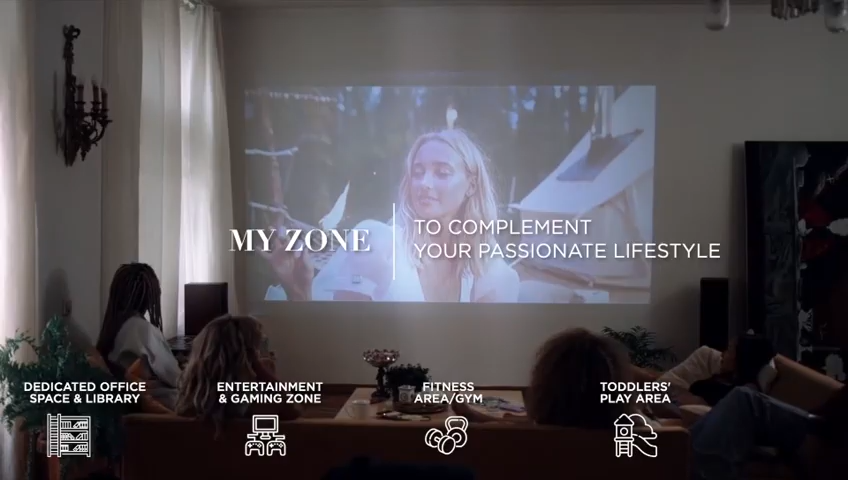 MY ZONE
TO COMPLEMENT
YOUR PASSIONATE LIFESTYLE
DEDICATED OFFICE
SPACE & LIBRARY
ENTERTAINMENT
& GAMING ZONE
FITNESS
AREA/GYM
TODDLERS'
PLAY AREA